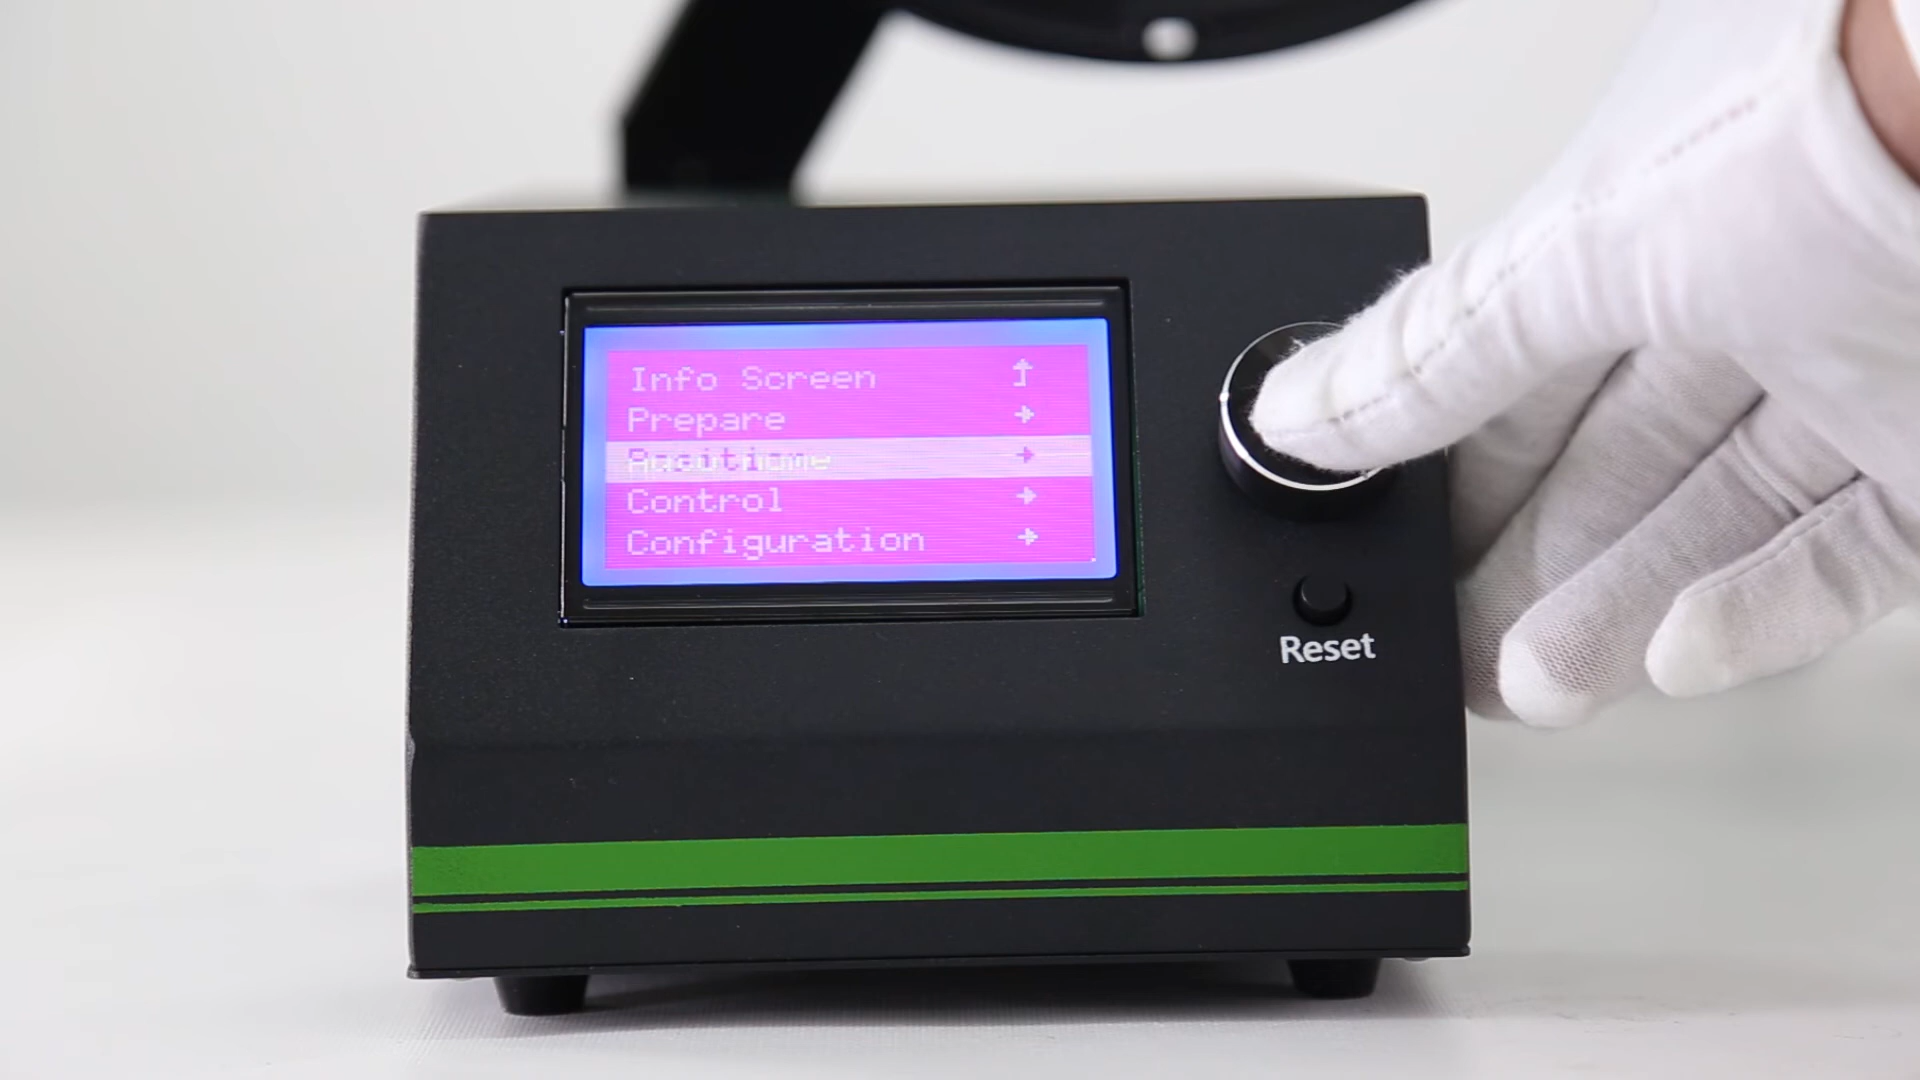 Info Screen
Prepare
Control
Configuration
Reset